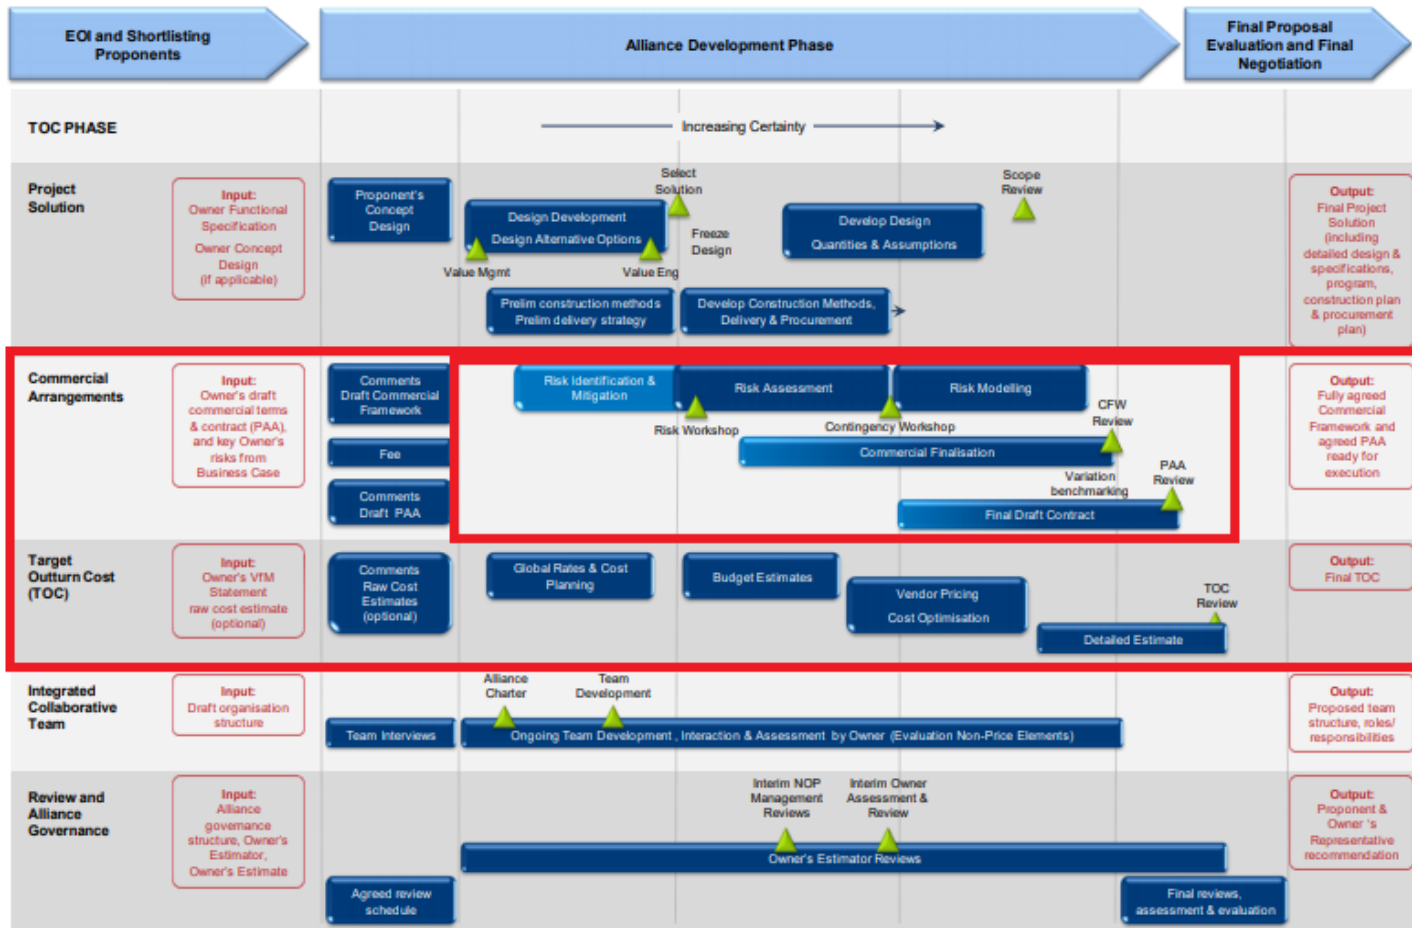 EOI and Shortlisting
Proponents
Alliance Development Phase
Final Proposal
Evaluation and Final
Negotiation
TOC PHASE
Increasing Certainty
Project
Solution
Input:
Owner Functional
Specification
Owner Concept
Design
(if applicable)
Proponent's
Concept
Design
Design Development
Design Alternative Options
Value Mgmt
Value Eng
Select
Solution
Freeze
Design
Prelim construction methods
Prelim delivery strategy
Develop Construction Methods,
Delivery & Procurement
Develop Design
Quantities & Assumptions
Scope
Review
Output:
Final Project
Solution
(including
detailed design &
specifications,
program,
construction plan
& procurement
plan)
Commercial
Arrangements
Input:
Owner's draft
commercial terms
& contract (PAA),
and key Owner's
risks from
Business Case
Comments
Draft Commercial
Framework
Fee
Comments
Draft PAA
Risk Identification &
Mitigation
Risk Assessment
Risk Modelling
Risk Workshop
Contingency Workshop
CFW
Review
Commercial Finalisation
Variation
benchmarking
PAA
Review
Final Draft Contract
Output:
Fully agreed
Commercial
Framework and
agreed PAA
ready for
execution
Target
Outturn Cost
(TOC)
Input:
Owner's VfM
Statement
raw cost estimate
(optional)
Comments
Raw Cost
Estimates
(optional)
Global Rates & Cost
Planning
Budget Estimates
Vendor Pricing
Cost Optimisation
TOC
Review
Detailed Estimate
Output:
Final TOC
Integrated
Collaborative
Team
Input:
Draft organisation
structure
Team Interviews
Alliance
Charter
Team
Development
Ongoing Team Development , Interaction & Assessment by Owner (Evaluation Non-Price Elements)
Output:
Proposed team
structure, roles/
responsibilities
Review and
Alliance
Governance
Input:
Alliance
governance
structure, Owner's
Estimator,
Owner's Estimate
Agreed review
schedule
Interim NOP
Management
Reviews
Interim Owner
Assessment &
Review
Owner's Estimator Reviews
Final reviews,
assessment & evaluation
Output:
Proponent &
Owner 's
Representative
recommendation